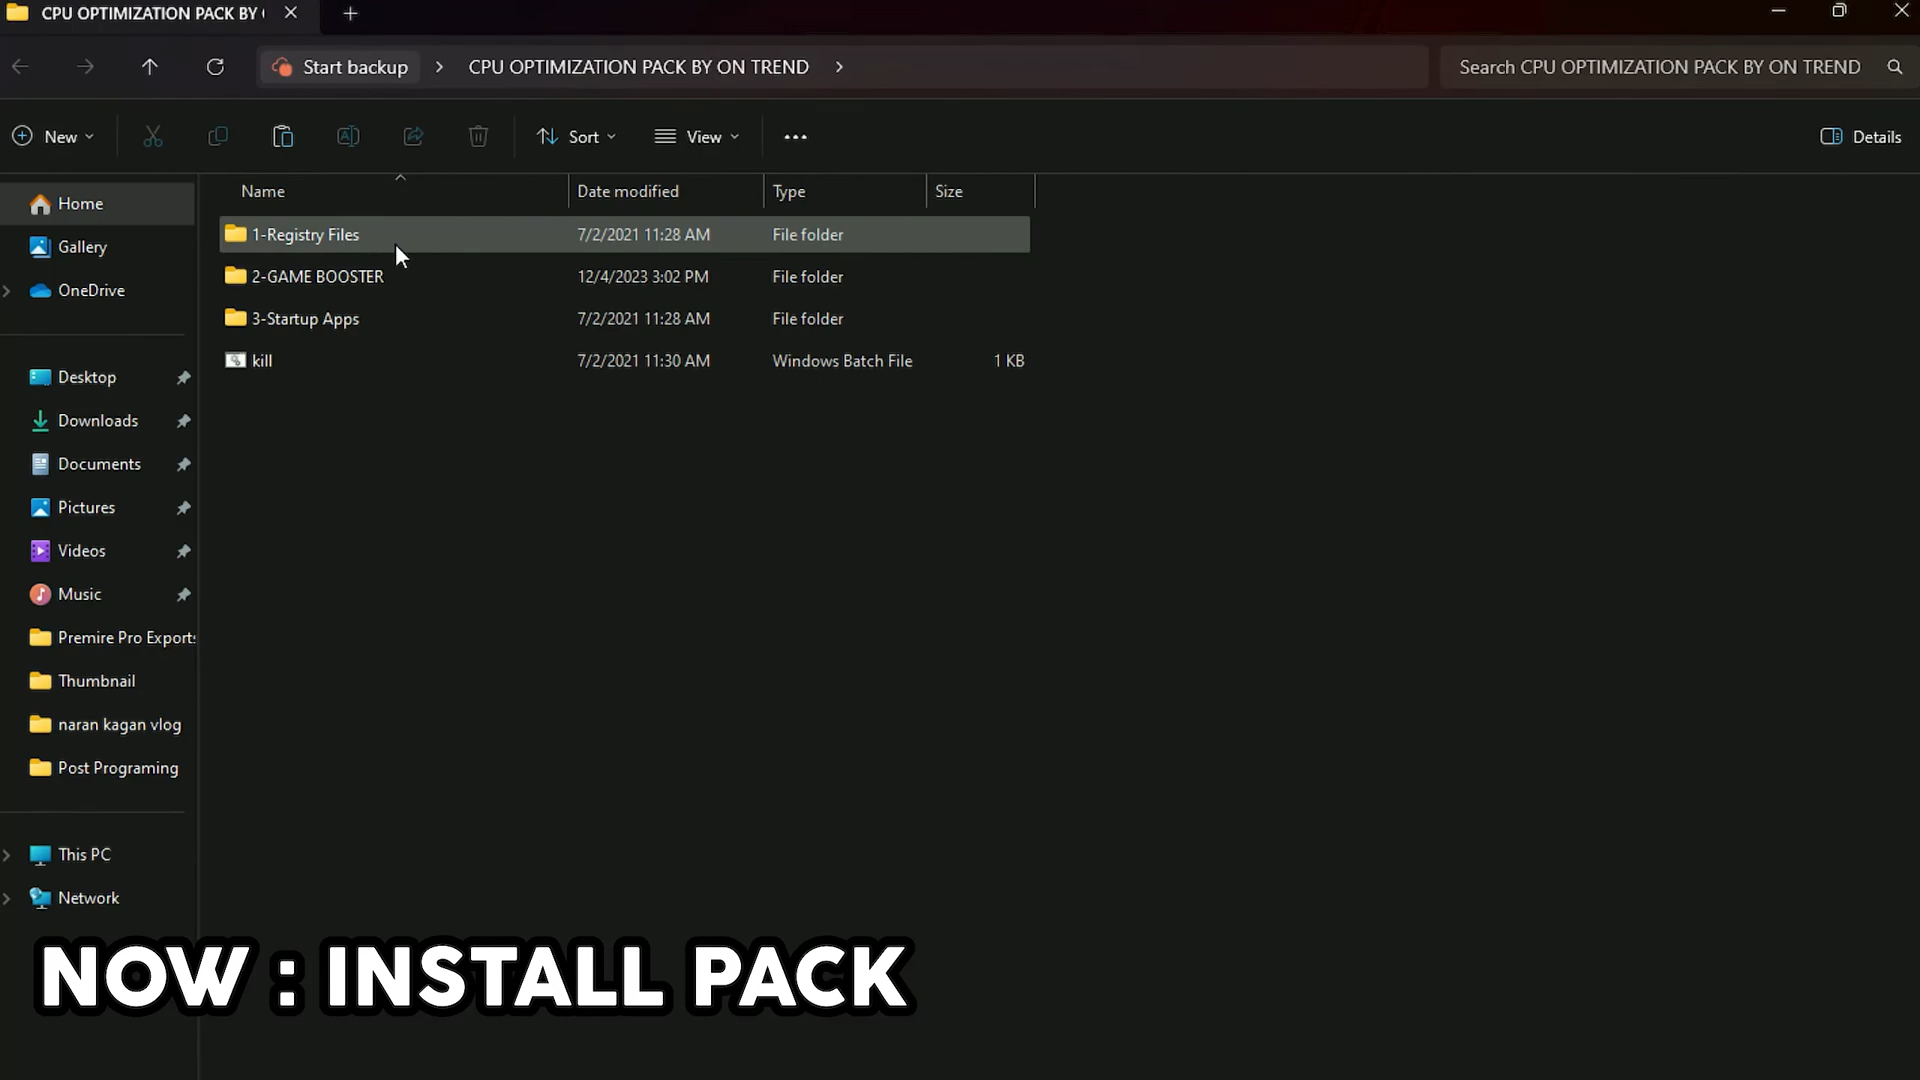 CPU OPTIMIZATION PACK BY
Start backup
CPU OPTIMIZATION PACK BY ON TREND
Search CPU OPTIMIZATION PACK BY ON TREND
New
Sort
View
Details
Name
Date modified
Type
Size
Home
1-Registry Files
7/2/2021 11:28 AM
File folder
Gallery
2-GAME BOOSTER
12/4/2023 3:02 PM
File folder
OneDrive
3-Startup Apps
7/2/2021 11:28 AM
File folder
kill
7/2/2021 11:30 AM
Windows Batch File
1 KB
Desktop
Downloads
Documents
Pictures
Videos
Music
Premire Pro Exports
Thumbnail
naran kagan vlog
Post Programing
This PC
Network
NOW : INSTALL PACK